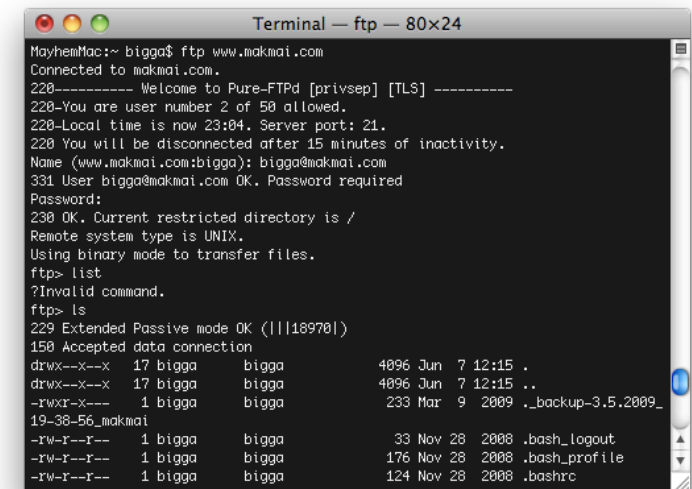 Terminal — ftp — 80×24
MayhemMac:~ bigga$ ftp www.makmai.com
Connected to makmai.com.
220---------- Welcome to Pure-FTPd [privsep] [TLS] ----------
220-You are user number 2 of 50 allowed.
220-Local time is now 23:04. Server port: 21.
220 You will be disconnected after 15 minutes of inactivity.
Name (www.makmai.com:bigga): bigga@makmai.com
331 User bigga@makmai.com OK. Password required
Password:
230 OK. Current restricted directory is /
Remote system type is UNIX.
Using binary mode to transfer files.
ftp> list
?Invalid command.
ftp> ls
229 Extended Passive mode OK (|||18970|)
150 Accepted data connection
drwx--x--x   17 bigga      bigga            4096 Jun  7 12:15 .
drwx--x--x   17 bigga      bigga            4096 Jun  7 12:15 ..
-rwxr-x---    1 bigga      bigga             233 Mar  9  2009 ._backup-3.5.2009_
19-38-56_makmai
-rw-r--r--    1 bigga      bigga              33 Nov 28  2008 .bash_logout
-rw-r--r--    1 bigga      bigga             176 Nov 28  2008 .bash_profile
-rw-r--r--    1 bigga      bigga             124 Nov 28  2008 .bashrc